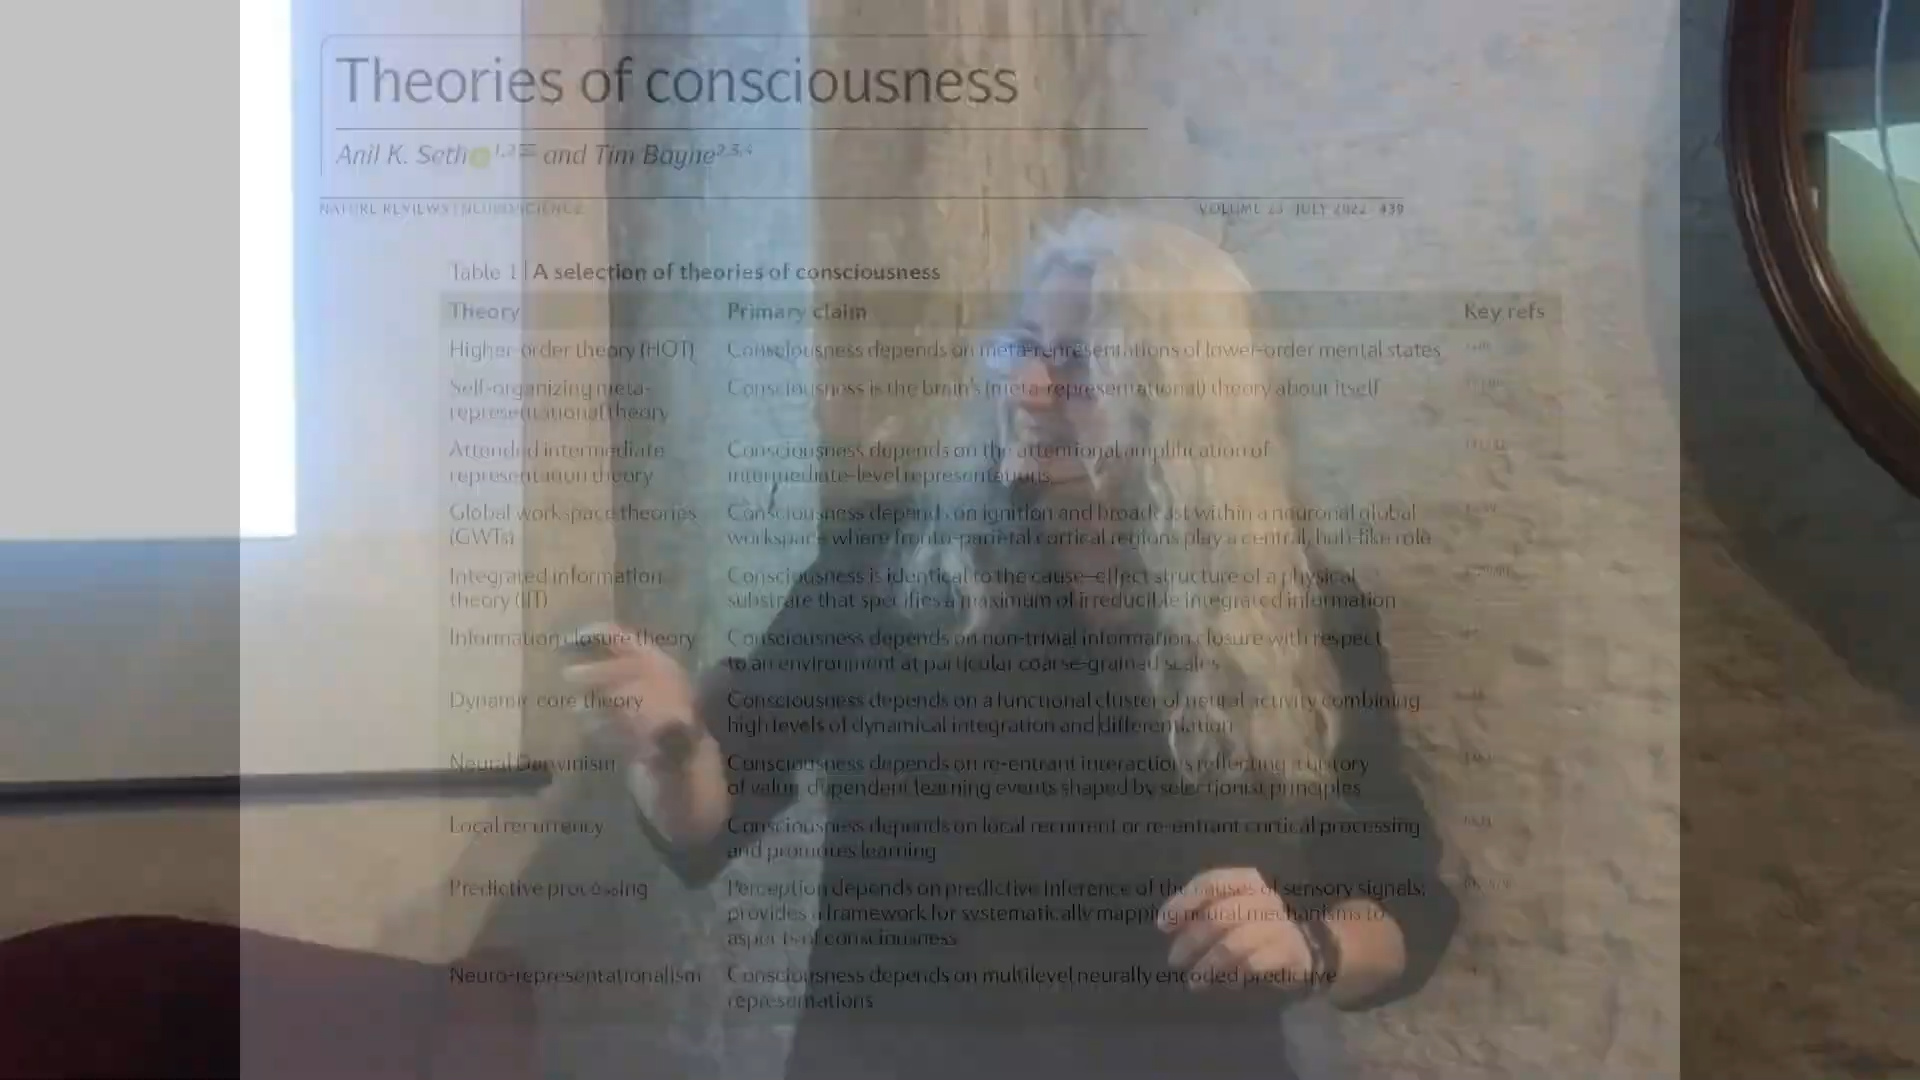 Theories of consciousness
Anil K. Seth 1,2 and Tim Bayne 2,3,4
NATURE REVIEWS | NEUROSCIENCE VOLUME 23 JULY 2022 439
Table 1 | A selection of theories of consciousness
Theory Primary claim Key refs
Higher-order theory (HOT) Consciousness depends on meta-representations of lower-order mental states
Self-organizing meta- Consciousness is the brain's (meta-representational) theory about itself
representational theory
Attended intermediate Consciousness depends on the attentional amplification of
representation theory intermediate-level representations
Global workspace theories Consciousness depends on ignition and broadcast within a neuronal global
(GWTs) workspace where fronto-parietal cortical regions play a central, hub-like role
Integrated information Consciousness is identical to the cause–effect structure of a physical
theory (IIT) substrate that specifies a maximum of irreducible integrated information
Information closure theory Consciousness depends on non-trivial information closure with respect
to an environment at particular coarse-grained scales
Dynamic core theory Consciousness depends on a functional cluster of neural activity combining
high levels of dynamical integration and differentiation
Neural Darwinism Consciousness depends on re-entrant interactions reflecting a history
of value-dependent learning events shaped by selectionist principles
Local recurrency Consciousness depends on local recurrent or re-entrant cortical processing
and promotes learning
Predictive processing Perception depends on predictive inference of the causes of sensory signals;
provides a framework for systematically mapping neural mechanisms to
aspects of consciousness
Neuro-representationalism Consciousness depends on multilevel neurally encoded predictive
representations